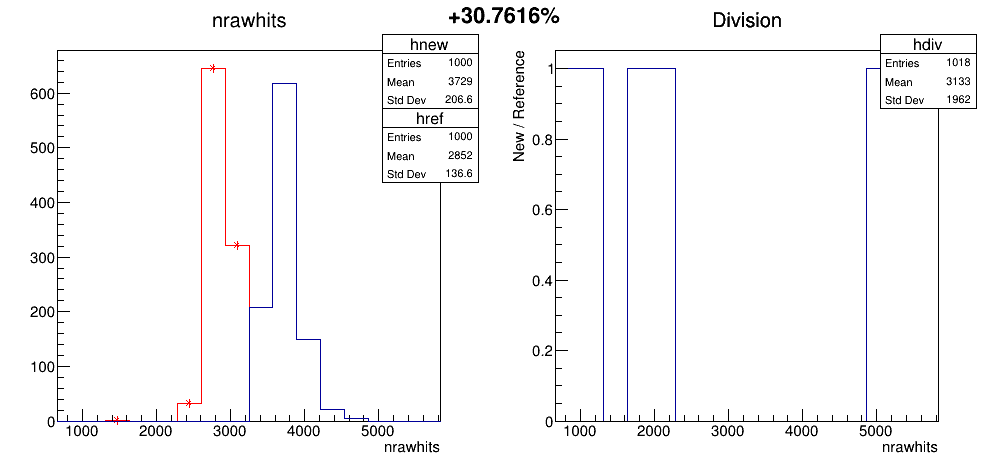 +30.7616%
nrawhits
hnew
Entries 1000
Mean 3729
Std Dev 206.6
href
Entries 1000
Mean 2852
Std Dev 136.6
600
500
400
300
200
100
0
1000 2000 3000 4000 5000
nrawhits
Division
hdiv
Entries 1018
Mean 3133
Std Dev 1962
New / Reference
1
0.8
0.6
0.4
0.2
0
1000 2000 3000 4000 5000
nrawhits